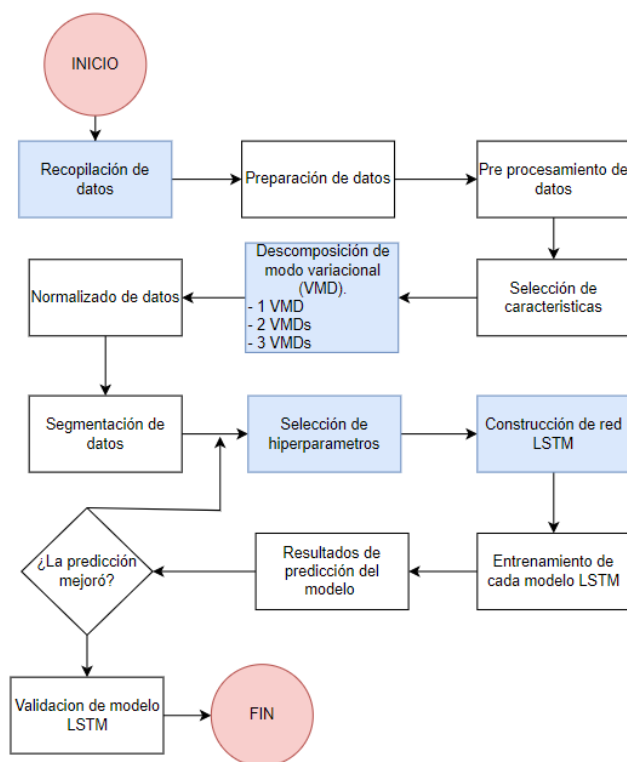 INICIO
Recopilación de
datos
Preparación de datos
Pre procesamiento de
datos
Selección de
caracteristicas
Descomposición de
modo variacional
(VMD).
- 1 VMD
- 2 VMDs
- 3 VMDs
Normalizado de datos
Segmentación de
datos
Selección de
hiperparametros
Construcción de red
LSTM
Entrenamiento de
cada modelo LSTM
Resultados de
predicción del
modelo
¿La predicción
mejoró?
Validacion de modelo
LSTM
FIN